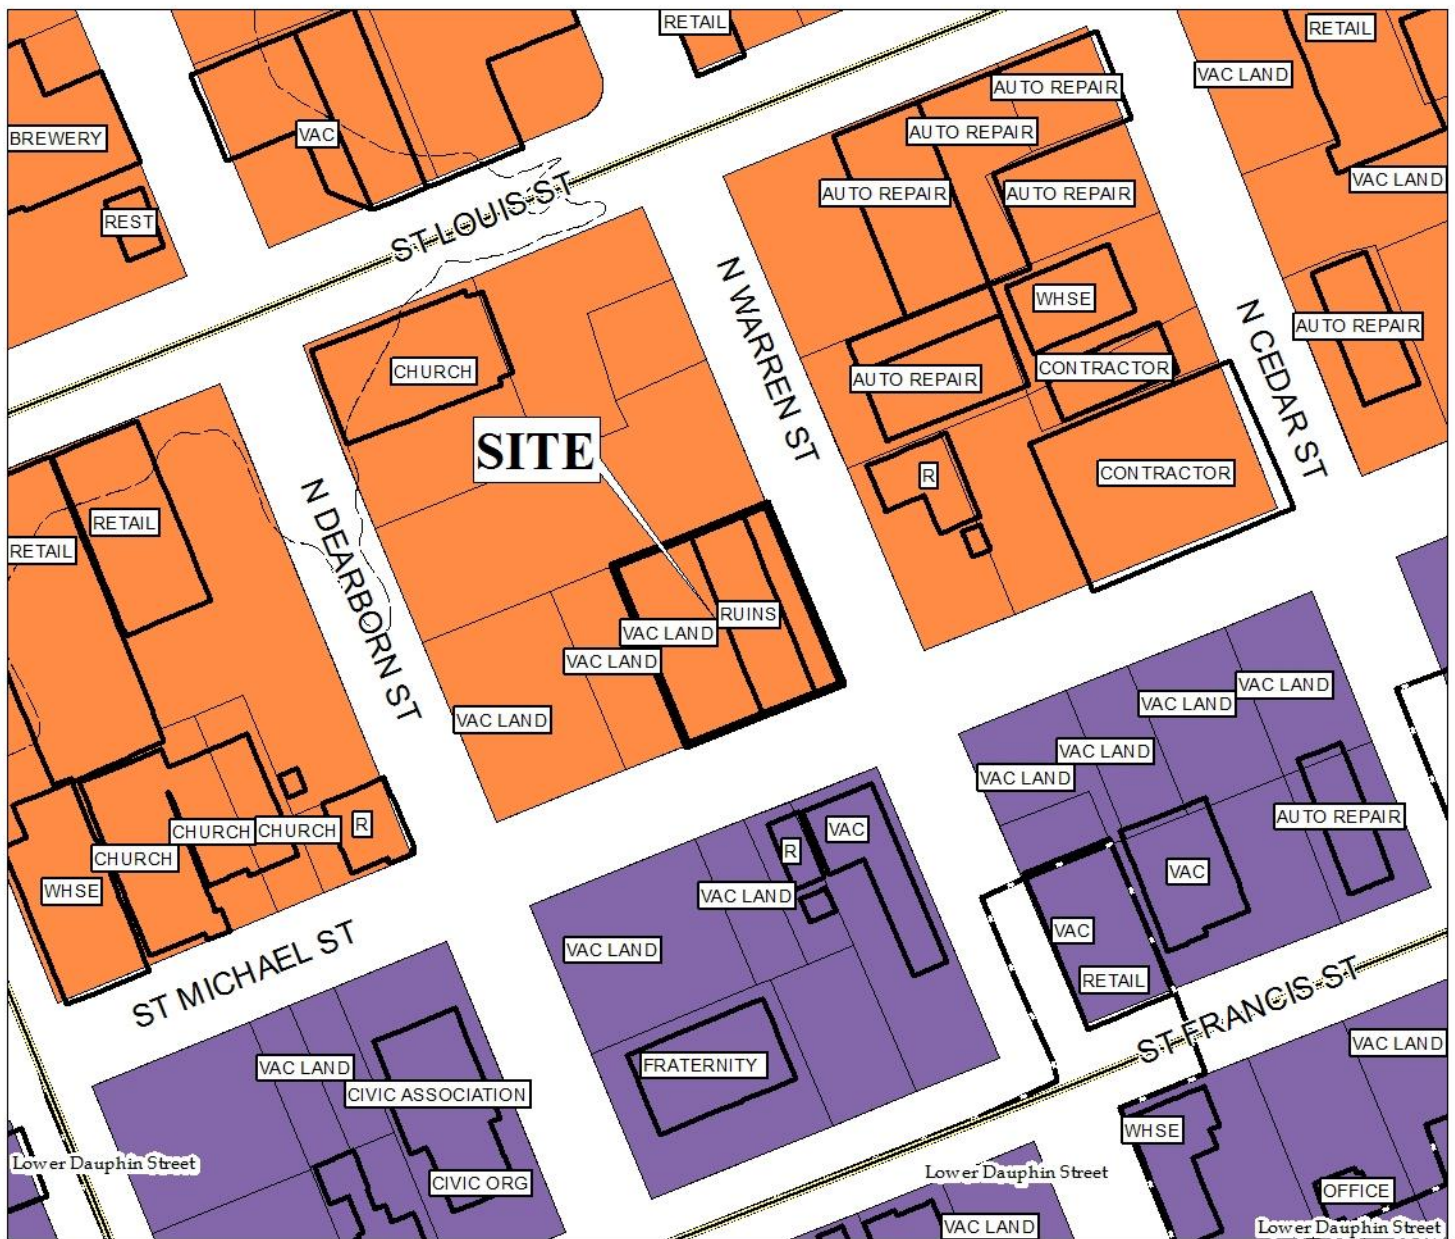 RETAIL
RETAIL
VAC LAND
AUTO REPAIR
BREWERY
VAC
AUTO REPAIR
VAC LAND
AUTO REPAIR
AUTO REPAIR
REST
ST LOUIS ST
WHSE
AUTO REPAIR
N WARREN ST
N CEDAR ST
CHURCH
CONTRACTOR
AUTO REPAIR
SITE
R
CONTRACTOR
RETAIL
RETAIL
N DEARBORN ST
RUINS
VAC LAND
VAC LAND
VAC LAND
VAC LAND
VAC LAND
VAC LAND
VAC LAND
AUTO REPAIR
CHURCH
CHURCH
R
VAC
R
CHURCH
WHSE
VAC
VAC LAND
VAC
VAC LAND
RETAIL
ST MICHAEL ST
ST FRANCIS ST
VAC LAND
VAC LAND
FRATERNITY
CIVIC ASSOCIATION
WHSE
Lower Dauphin Street
Lower Dauphin Street
CIVIC ORG
OFFICE
VAC LAND
Lower Dauphin Street